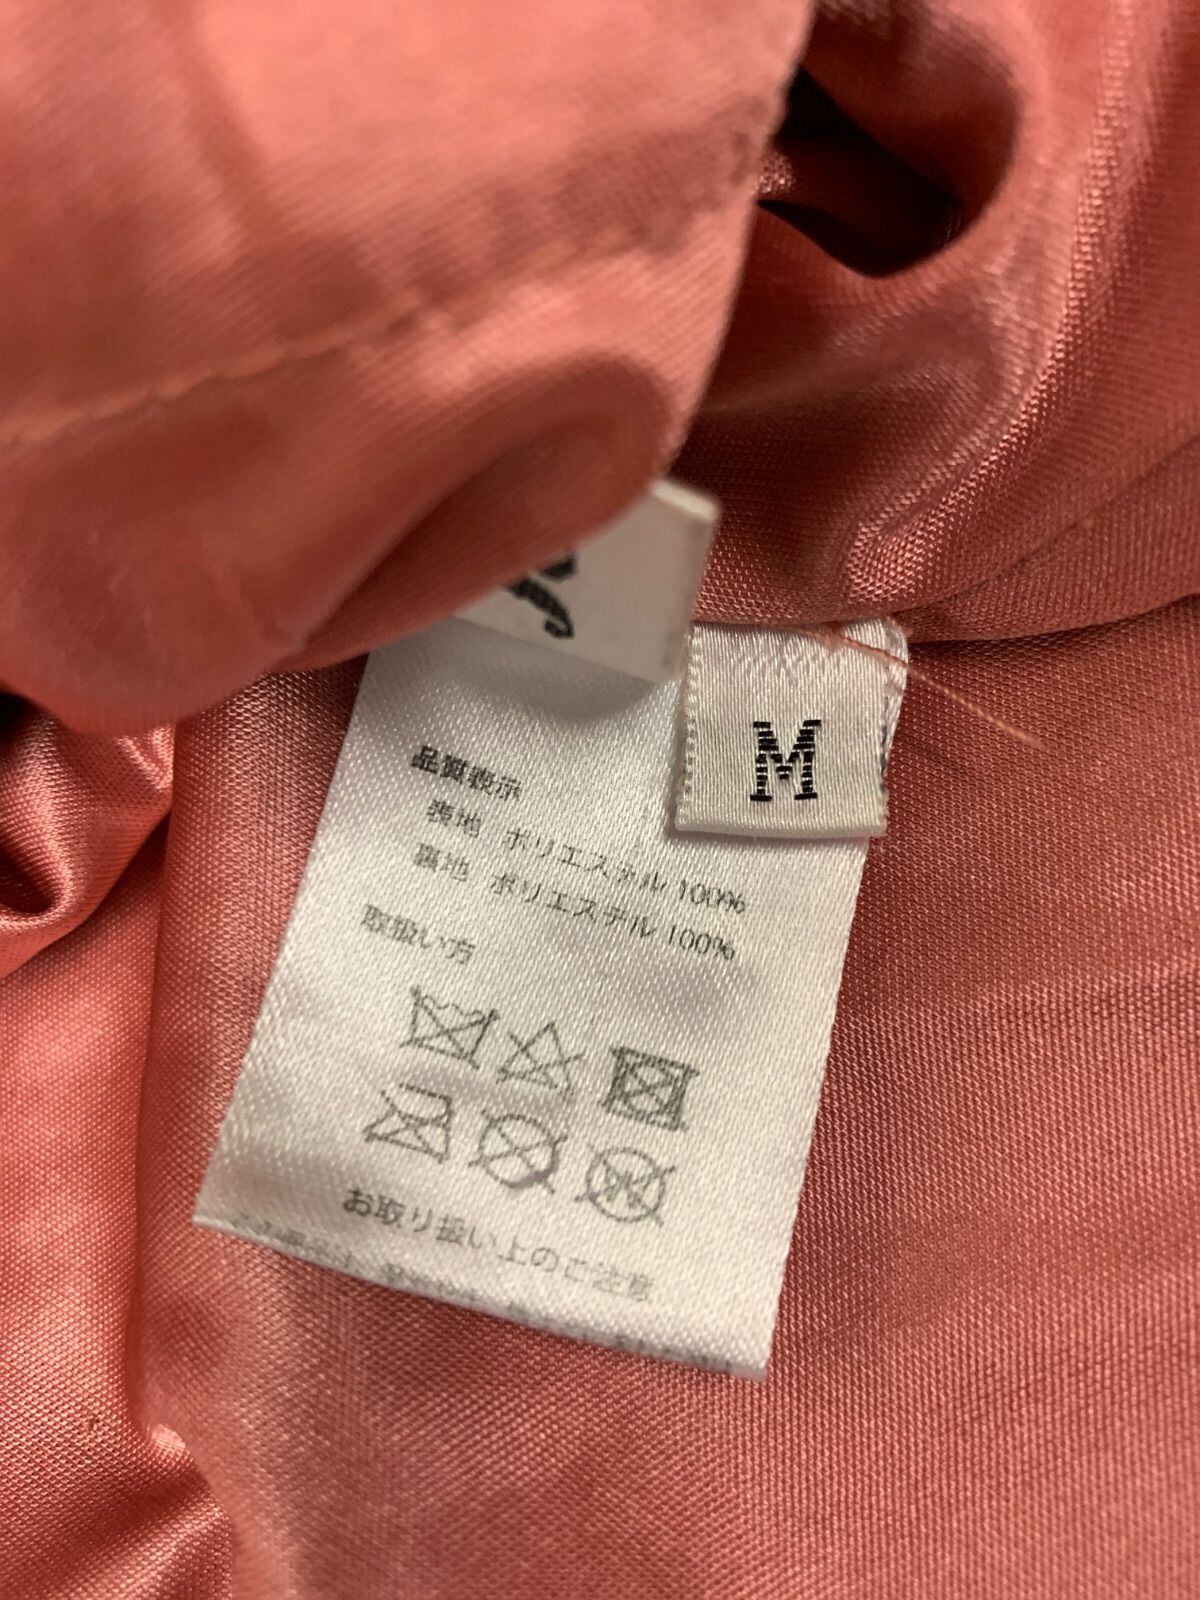 M
品質表示
表地 ポリエステル 100%
裏地 ポリエステル 100%
取扱い方
お取り扱い上のご注意